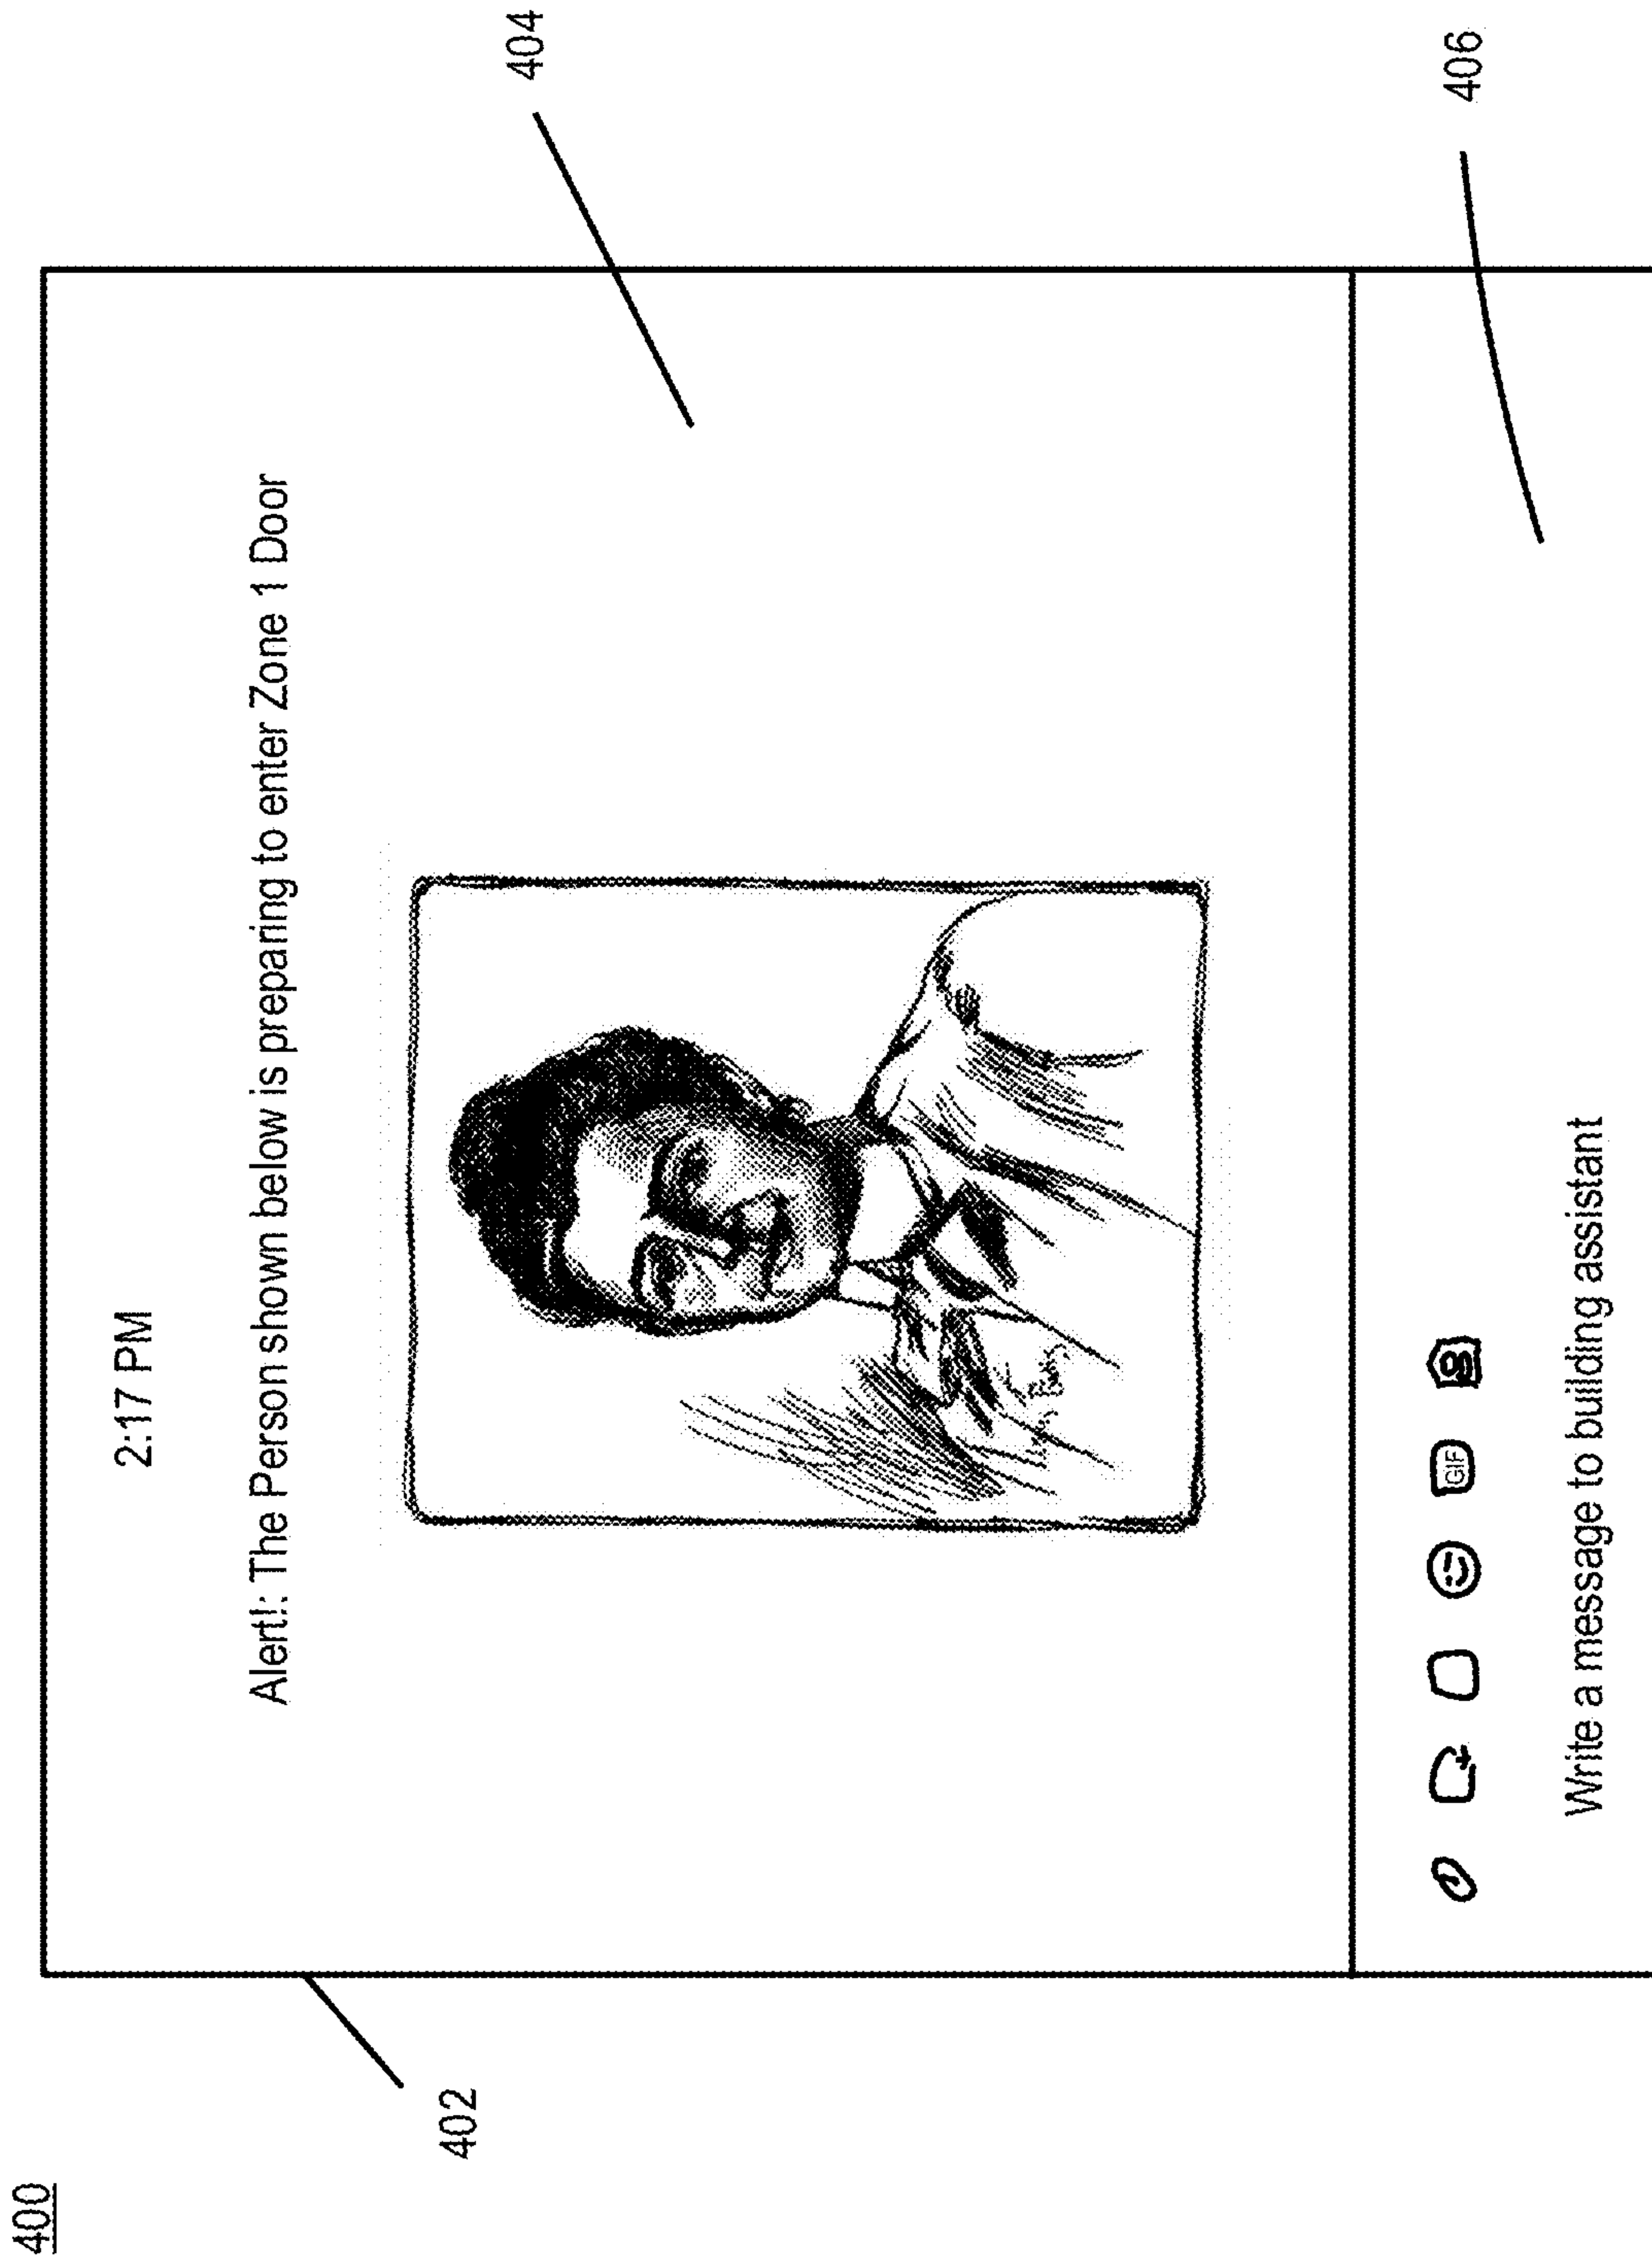 400
402
2:17 PM
Alert!: The Person shown below is preparing to enter Zone 1 Door
404
GIF
406
Write a message to building assistant